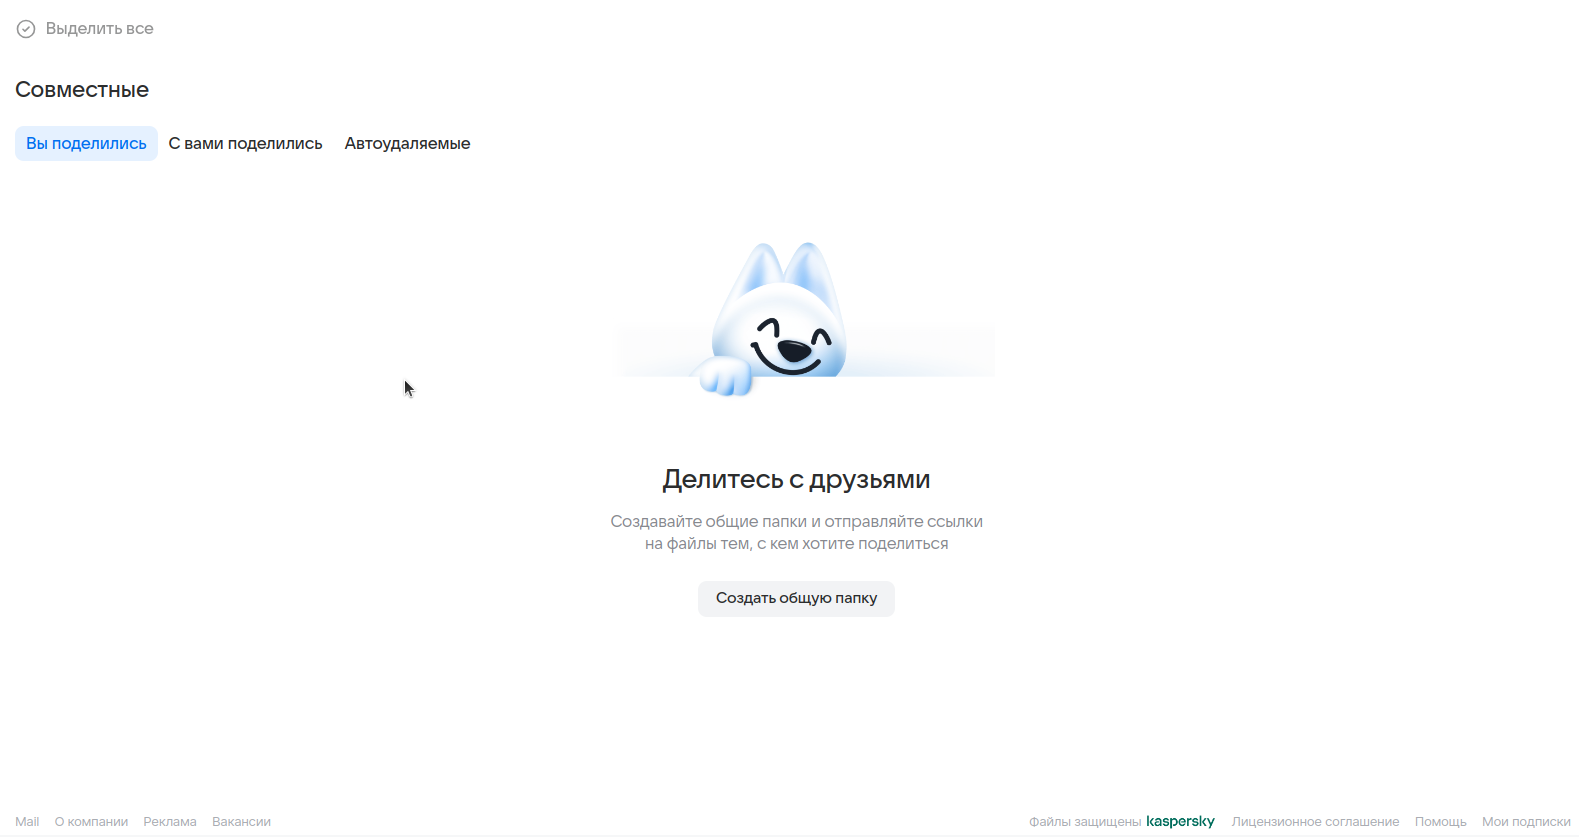 Выделить все
Совместные
Вы поделились С вами поделились Автоудаляемые
Делитесь с друзьями
Создавайте общие папки и отправляйте ссылки
на файлы тем, с кем хотите поделиться
Создать общую папку
Mail О компании Реклама Вакансии Файлы защищены kaspersky Лицензионное соглашение Помощь Мои подписки